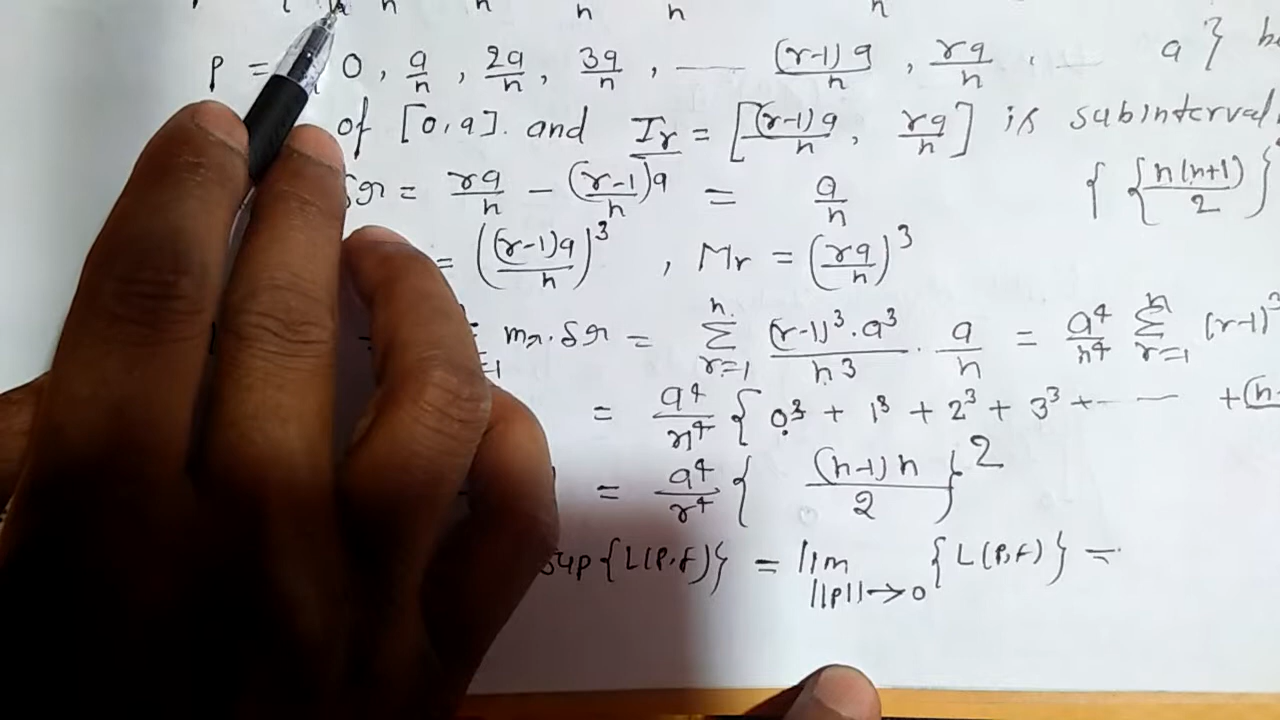 P = 0, a/n, 2a/n, 3a/n, —— (r-1)a/n, ra/n, .... a}
of [0,a]. and Ir = [(r-1)a/n, ra/n] is subinterval
δr = ra/n - (r-1)a/n = a/n { {n(n+1)/2}
= ((r-1)a/n)^3, Mr = (ra/n)^3
mr.δr = Σ_{r=1}^{n} (r-1)^3.a^3/n^3 . a/n = a^4/n^4 Σ_{r=1}^{n} (r-1)
= a^4/n^4 { 0^3 + 1^3 + 2^3 + 3^3 + ---- +(n-
= a^4/r^4 { (n-1)n/2 }^2
Sup{L(P,f)} = lim_{||P||→0} {L(P,f)} =